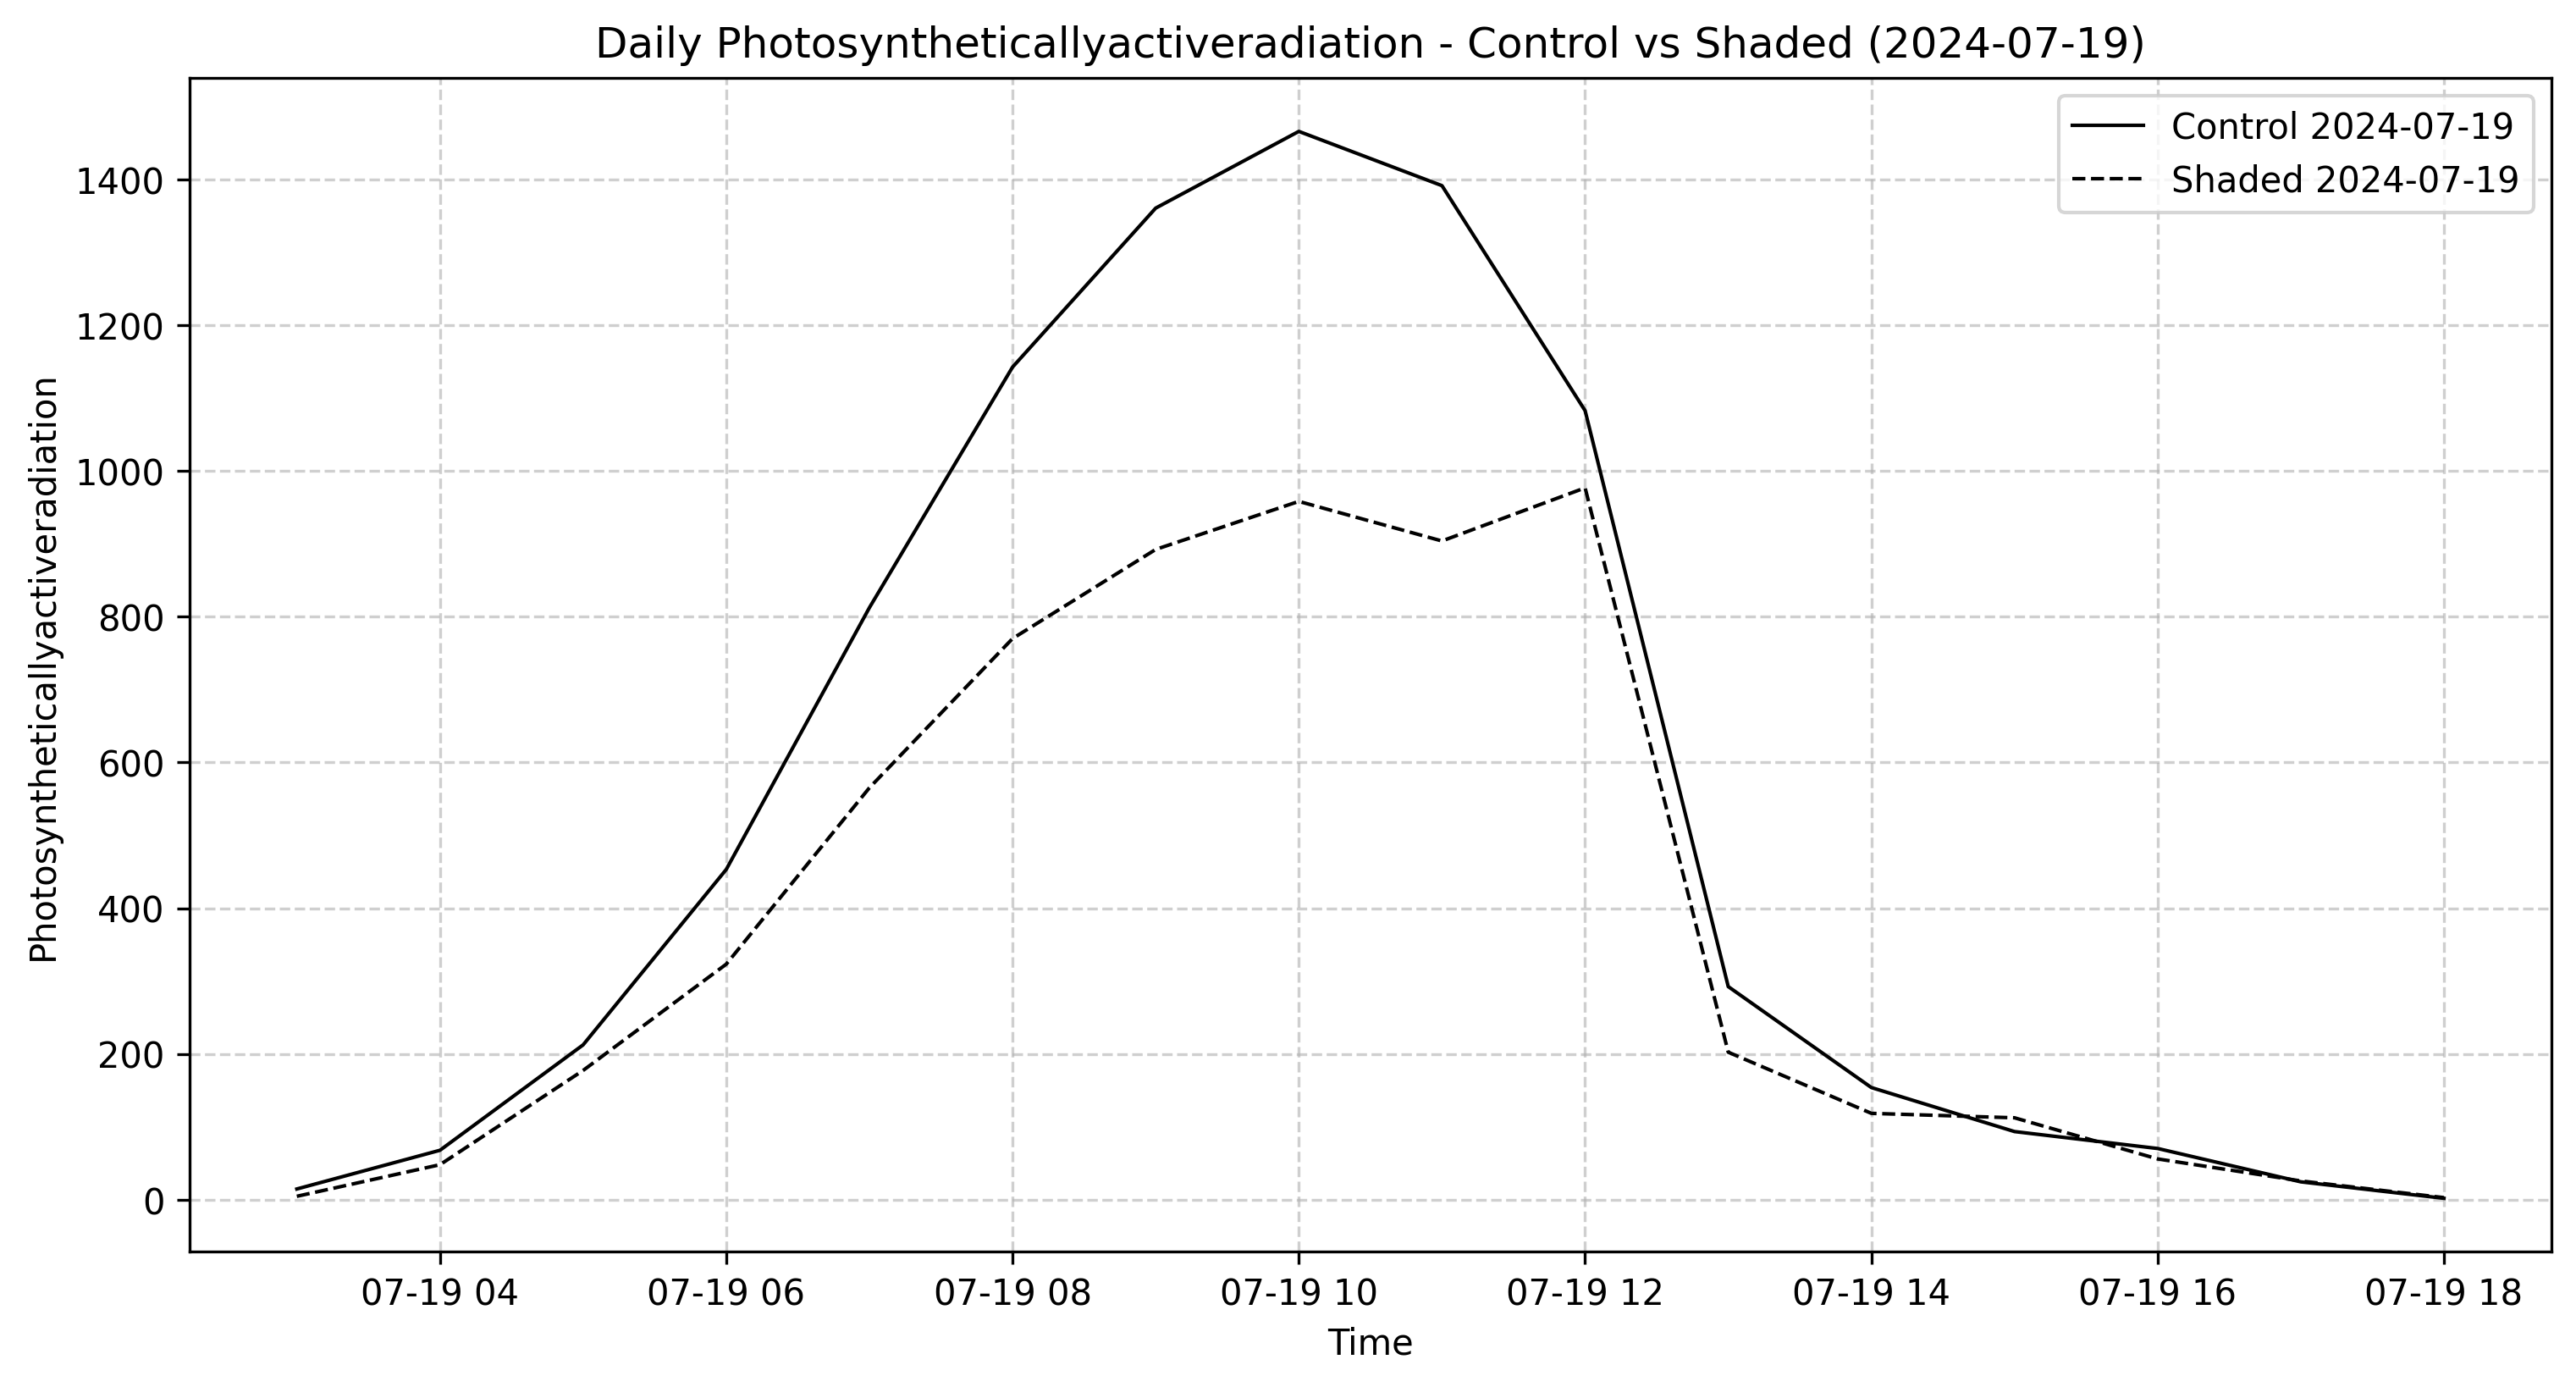 Daily Photosyntheticallyactiveradiation - Control vs Shaded (2024-07-19)
Control 2024-07-19
Shaded 2024-07-19
Photosyntheticallyactiveradiation
1400
1200
1000
800
600
400
200
0
07-19 04 07-19 06 07-19 08 07-19 10 07-19 12 07-19 14 07-19 16 07-19 18
Time